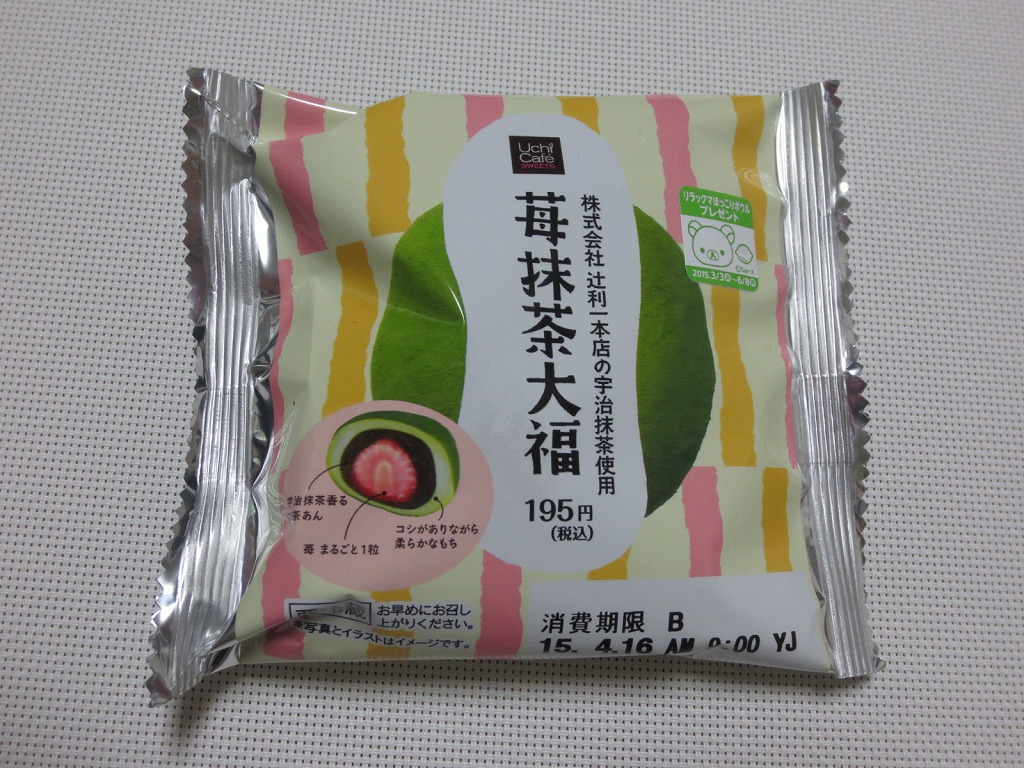 Uchi
Café
SWEETS
株式会社 辻利一本店の宇治抹茶使用
苺抹茶大福
195円
(税込)
リラックマほっこりボウル
プレゼント
2015.3/3㊋〜6/8㊊
宇治抹茶香る
茶あん
苺 まるごと1粒
コシがありながら
柔らかなもち
お早めにお召し
上がりください。
※写真とイラストはイメージです。
消費期限 B
15. 4.16 AM 9:00 YJ